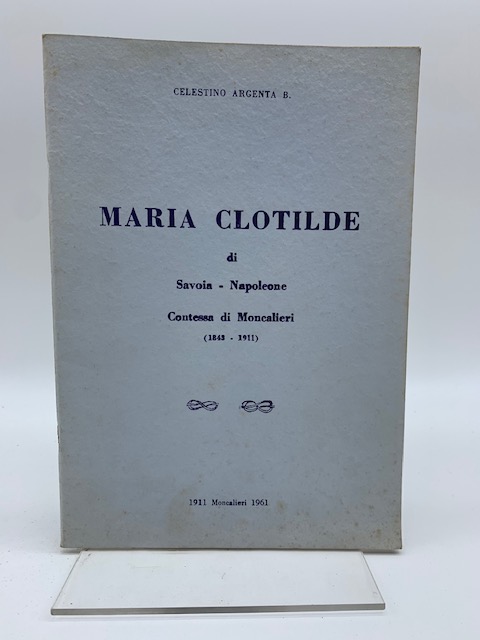 CELESTINO ARGENTA B.
MARIA CLOTILDE
di
Savoia - Napoleone
Contessa di Moncalieri
(1843 - 1911)
1911 Moncalieri 1961